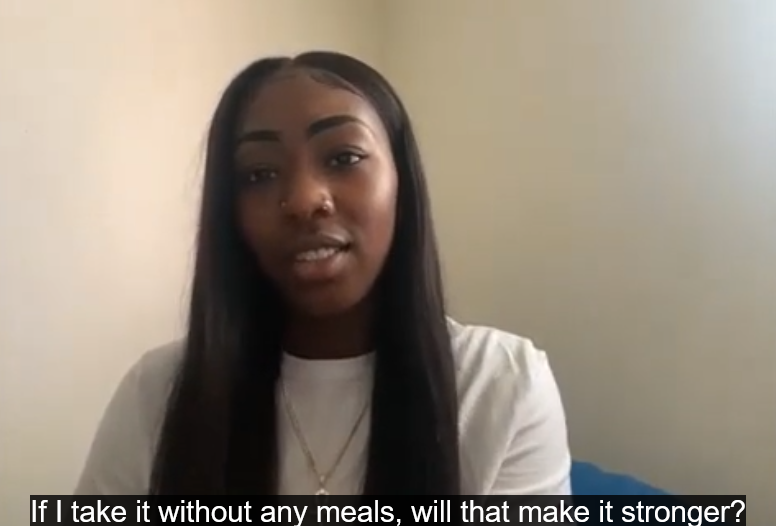 If I take it without any meals, will that make it stronger?